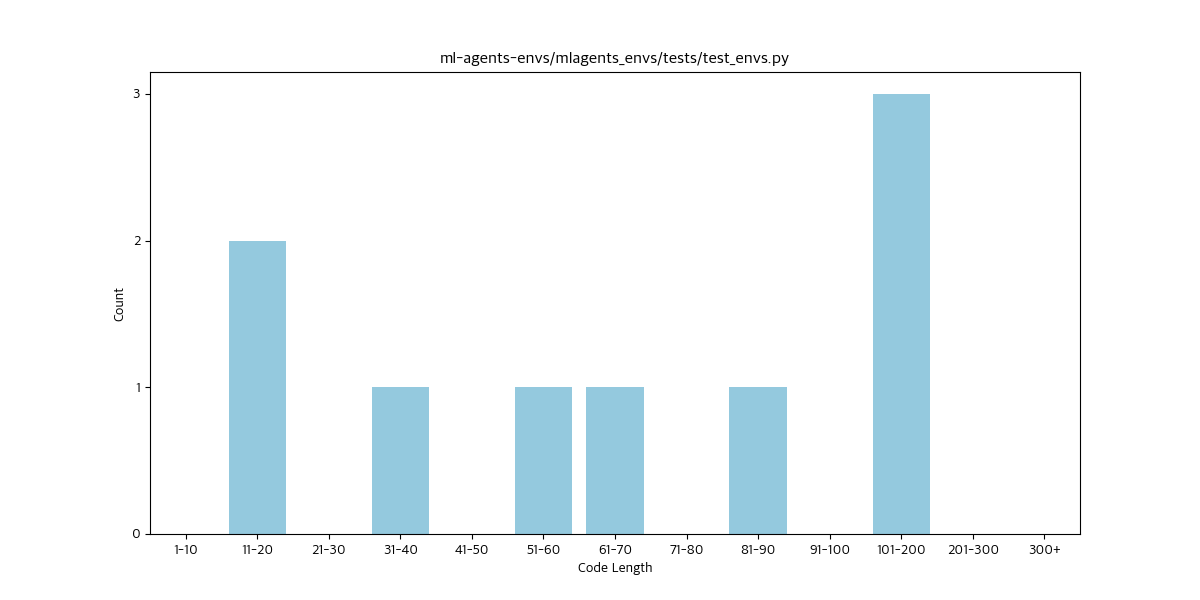 ml-agents-envs/mlagents_envs/tests/test_envs.py
3
2
1
0
Count
1-10 11-20 21-30 31-40 41-50 51-60 61-70 71-80 81-90 91-100 101-200 201-300 300+
Code Length